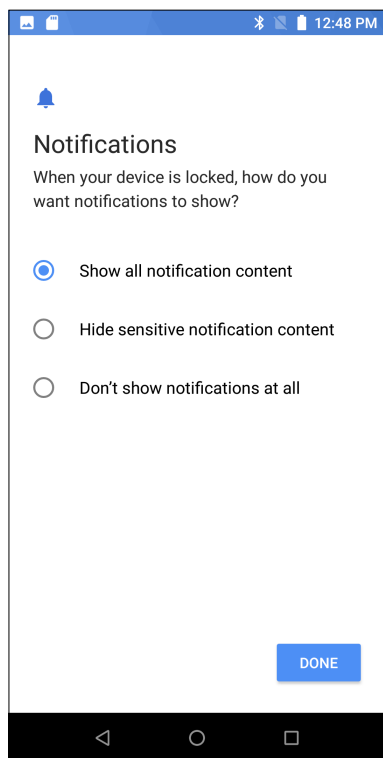 12:48 PM
Notifications
When your device is locked, how do you
want notifications to show?
Show all notification content
Hide sensitive notification content
Don’t show notifications at all
DONE